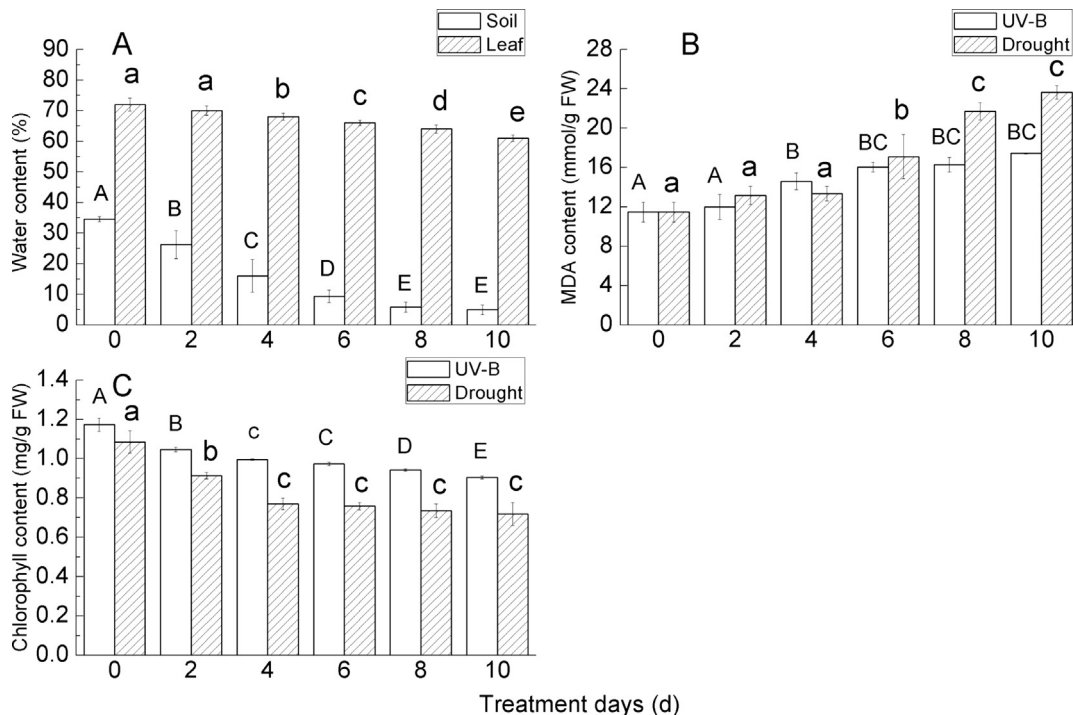 Soil
Leaf
A
Water content (%)
90
80
70
60
50
40
30
20
10
0
a a b c d e
A B C D E E
0 2 4 6 8 10
UV-B
Drought
B
MDA content (mmol/g FW)
28
24
20
16
12
8
4
0
A a A a B a BC b BC c BC c
0 2 4 6 8 10
UV-B
Drought
C
Chlorophyll content (mg/g FW)
1.4
1.2
1.0
0.8
0.6
0.4
0.2
0.0
A a B b c c C c D c E c
0 2 4 6 8 10
Treatment days (d)